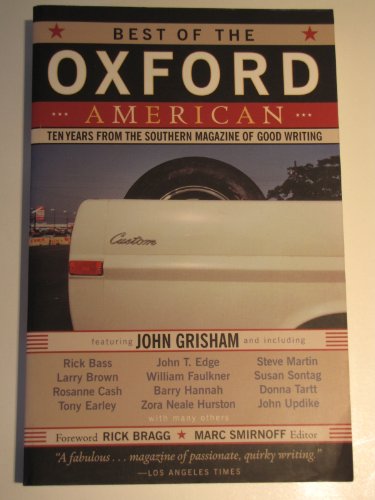 BEST OF THE
OXFORD
AMERICAN
TEN YEARS FROM THE SOUTHERN MAGAZINE OF GOOD WRITING
Custom
featuring JOHN GRISHAM and including
Rick Bass John T. Edge Steve Martin
Larry Brown William Faulkner Susan Sontag
Rosanne Cash Barry Hannah Donna Tartt
Tony Earley Zora Neale Hurston John Updike
with many others
Foreword RICK BRAGG ★ MARC SMIRNOFF Editor
"A fabulous . . . magazine of passionate, quirky writing."
—LOS ANGELES TIMES